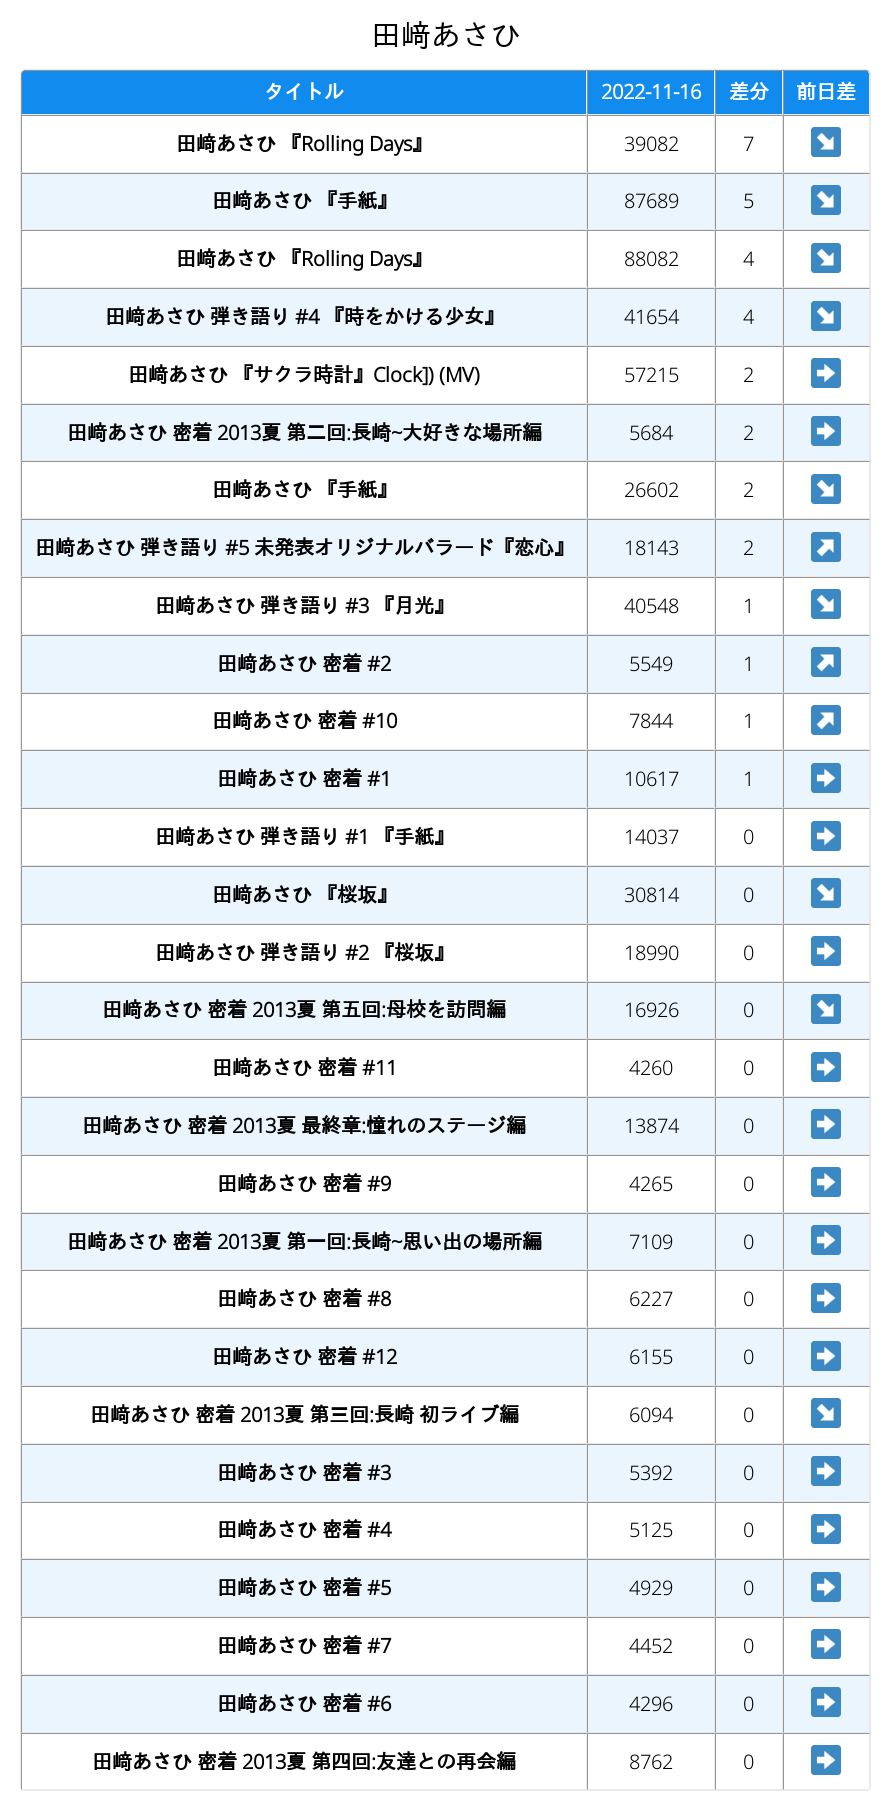 田﨑あさひ
タイトル 2022-11-16 差分 前日差
田﨑あさひ 『Rolling Days』 39082 7 ↘
田﨑あさひ 『手紙』 87689 5 ↘
田﨑あさひ 『Rolling Days』 88082 4 ↘
田﨑あさひ 弾き語り #4 『時をかける少女』 41654 4 ↘
田﨑あさひ 『サクラ時計』Clock]) (MV) 57215 2 ➡
田﨑あさひ 密着 2013夏 第二回:長崎~大好きな場所編 5684 2 ➡
田﨑あさひ 『手紙』 26602 2 ↘
田﨑あさひ 弾き語り #5 未発表オリジナルバラード『恋心』 18143 2 ↗
田﨑あさひ 弾き語り #3 『月光』 40548 1 ↘
田﨑あさひ 密着 #2 5549 1 ↗
田﨑あさひ 密着 #10 7844 1 ↗
田﨑あさひ 密着 #1 10617 1 ➡
田﨑あさひ 弾き語り #1 『手紙』 14037 0 ➡
田﨑あさひ 『桜坂』 30814 0 ↘
田﨑あさひ 弾き語り #2 『桜坂』 18990 0 ➡
田﨑あさひ 密着 2013夏 第五回:母校を訪問編 16926 0 ↘
田﨑あさひ 密着 #11 4260 0 ➡
田﨑あさひ 密着 2013夏 最終章:憧れのステージ編 13874 0 ➡
田﨑あさひ 密着 #9 4265 0 ➡
田﨑あさひ 密着 2013夏 第一回:長崎~思い出の場所編 7109 0 ➡
田﨑あさひ 密着 #8 6227 0 ➡
田﨑あさひ 密着 #12 6155 0 ➡
田﨑あさひ 密着 2013夏 第三回:長崎 初ライブ編 6094 0 ↘
田﨑あさひ 密着 #3 5392 0 ➡
田﨑あさひ 密着 #4 5125 0 ➡
田﨑あさひ 密着 #5 4929 0 ➡
田﨑あさひ 密着 #7 4452 0 ➡
田﨑あさひ 密着 #6 4296 0 ➡
田﨑あさひ 密着 2013夏 第四回:友達との再会編 8762 0 ➡